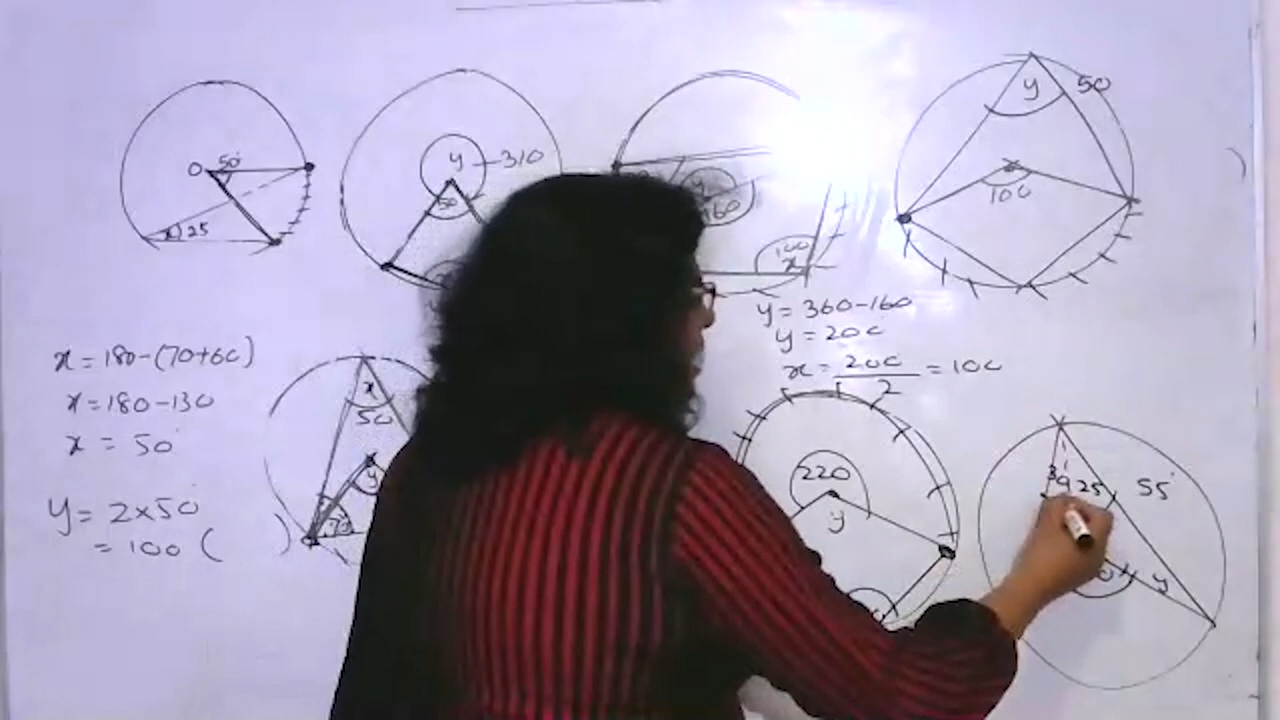 O 50°
x 25
y 310
50
y
160
100
x
y 50
100
y = 360-160
y = 200
x = 200/2 = 100
x = 180-(70+60)
x = 180-130
x = 50°
y = 2×50
= 100
x
50
y
70
220
y
25 55°
y